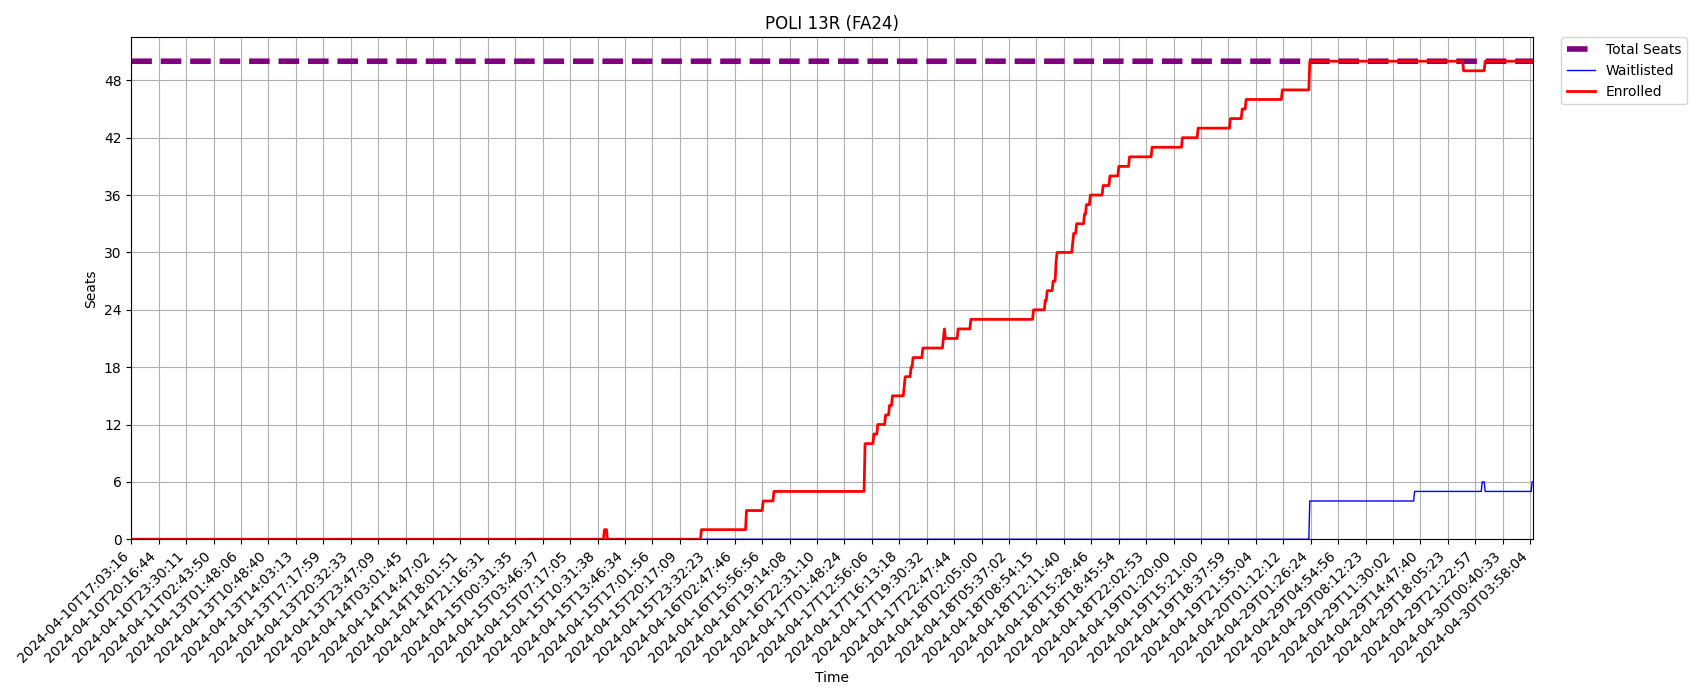 POLI 13R (FA24)
Total Seats
Waitlisted
Enrolled
Seats
48
42
36
30
24
18
12
6
0
2024-04-10T17:03:16
2024-04-10T20:16:44
2024-04-10T23:30:11
2024-04-11T02:43:50
2024-04-13T01:48:06
2024-04-13T10:48:40
2024-04-13T14:03:13
2024-04-13T17:17:59
2024-04-13T20:32:33
2024-04-13T23:47:09
2024-04-14T03:01:45
2024-04-14T14:47:02
2024-04-14T18:01:51
2024-04-14T21:16:31
2024-04-15T00:31:35
2024-04-15T03:46:37
2024-04-15T07:17:05
2024-04-15T10:31:38
2024-04-15T13:46:34
2024-04-15T17:01:56
2024-04-15T20:17:09
2024-04-15T23:32:23
2024-04-16T02:47:46
2024-04-16T15:56:56
2024-04-16T19:14:08
2024-04-16T22:31:10
2024-04-17T01:48:24
2024-04-17T12:56:06
2024-04-17T16:13:18
2024-04-17T19:30:32
2024-04-17T22:47:44
2024-04-18T02:05:00
2024-04-18T05:37:02
2024-04-18T08:54:15
2024-04-18T12:11:40
2024-04-18T15:28:46
2024-04-18T18:45:54
2024-04-18T22:02:53
2024-04-19T01:20:00
2024-04-19T15:21:00
2024-04-19T18:37:59
2024-04-19T21:55:04
2024-04-20T01:12:12
2024-04-29T01:26:24
2024-04-29T04:54:56
2024-04-29T08:12:23
2024-04-29T11:30:02
2024-04-29T14:47:40
2024-04-29T18:05:23
2024-04-29T21:22:57
2024-04-30T00:40:33
2024-04-30T03:58:04
Time